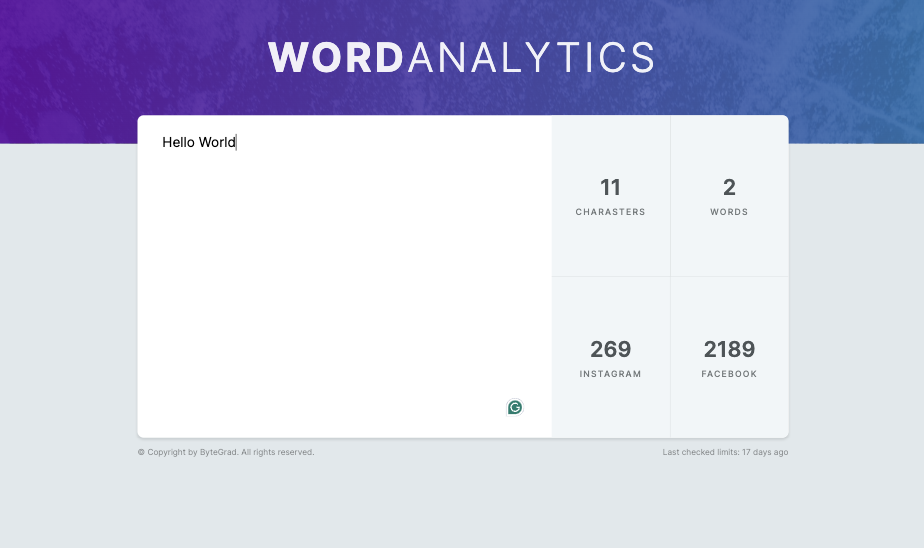 WORDANALYTICS
Hello World
11
CHARASTERS
2
WORDS
269
INSTAGRAM
2189
FACEBOOK
© Copyright by ByteGrad. All rights reserved.
Last checked limits: 17 days ago